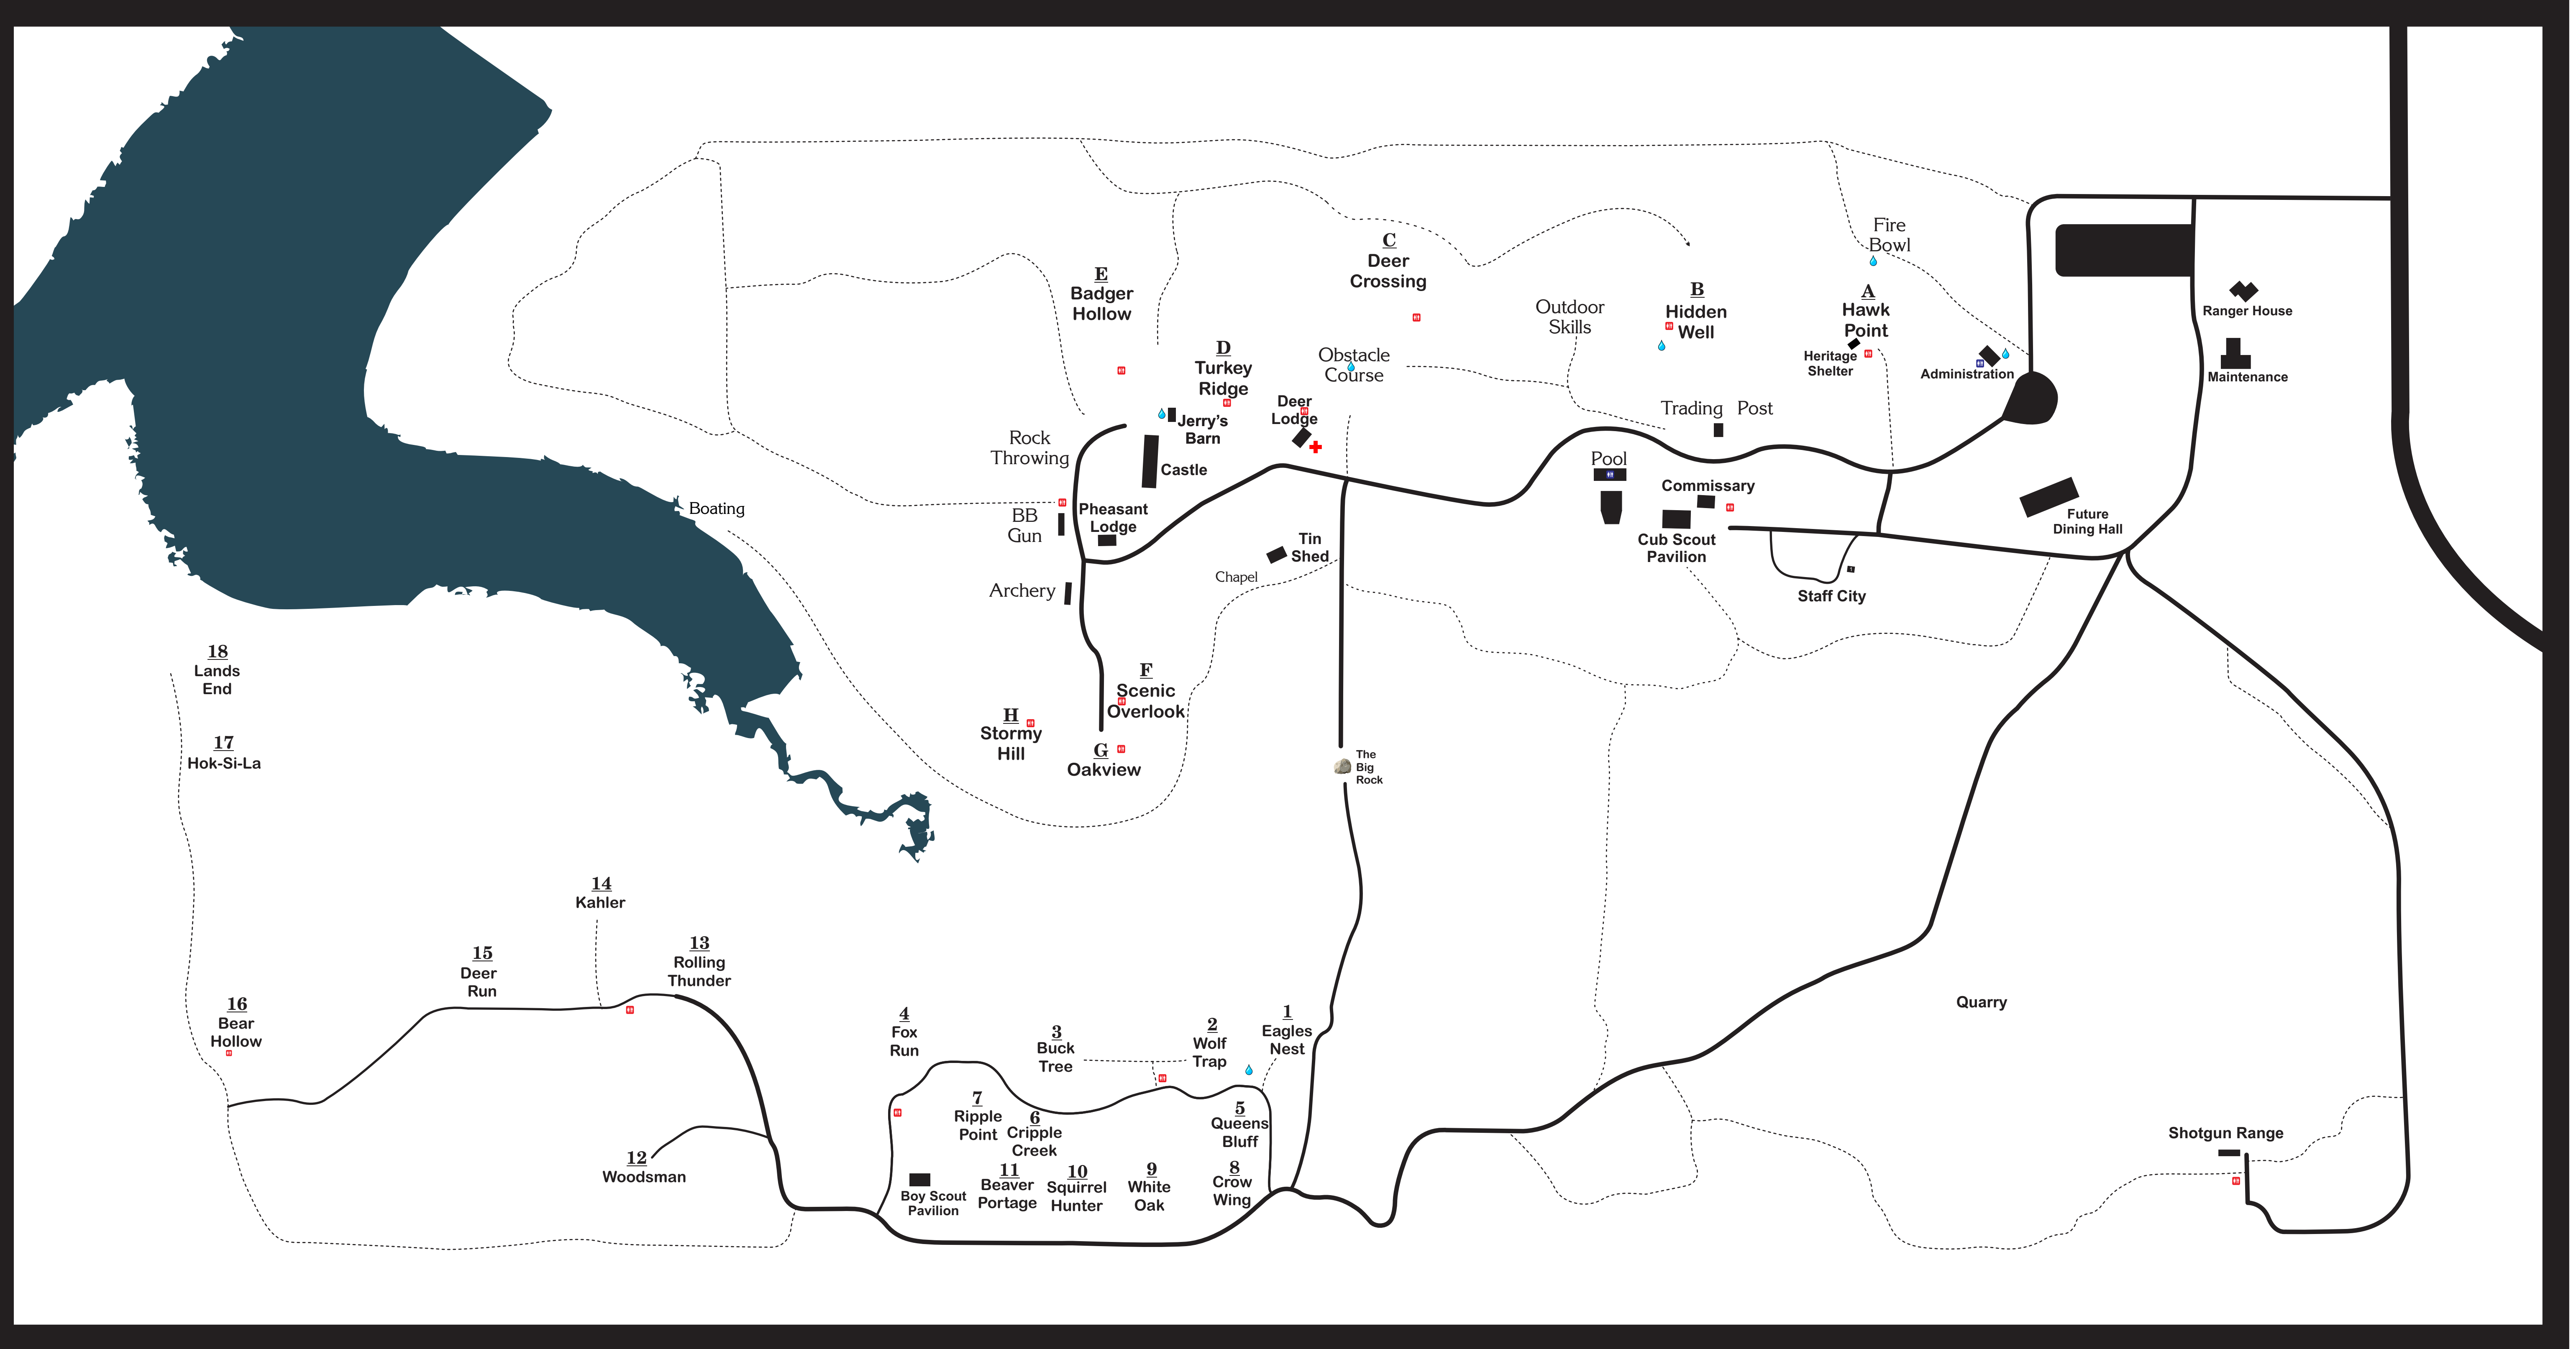 Fire
Bowl
C
Deer
Crossing
E
Badger
Hollow
B
Hidden
Well
A
Hawk
Point
Heritage
Shelter
Outdoor
Skills
Ranger House
Maintenance
Administration
D
Turkey
Ridge
Obstacle
Course
Deer
Lodge
Trading Post
Jerry's
Barn
Rock
Throwing
Castle
Pool
Commissary
Boating
BB
Gun
Pheasant
Lodge
Future
Dining Hall
Tin
Shed
Cub Scout
Pavilion
Chapel
Archery
Staff City
18
Lands
End
F
Scenic
Overlook
H
Stormy
Hill
G
Oakview
17
Hok-Si-La
The
Big
Rock
14
Kahler
13
Rolling
Thunder
15
Deer
Run
16
Bear
Hollow
4
Fox
Run
3
Buck
Tree
2
Wolf
Trap
1
Eagles
Nest
Quarry
7
Ripple
Point
6
Cripple
Creek
5
Queens
Bluff
Shotgun Range
12
Woodsman
Boy Scout
Pavilion
11
Beaver
Portage
10
Squirrel
Hunter
9
White
Oak
8
Crow
Wing